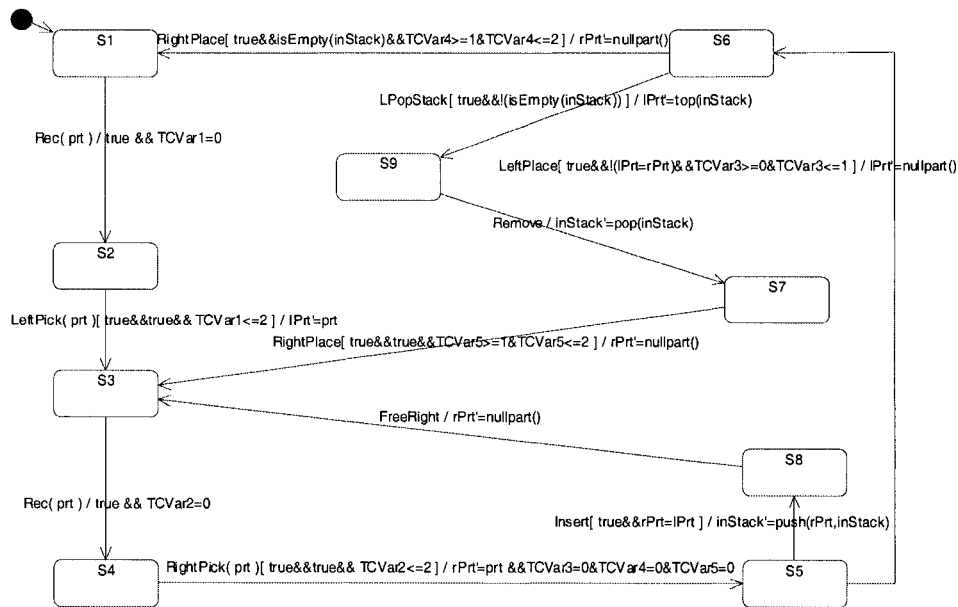 S1
RightPlace[ true&&isEmpty(inStack)&&TCVar4>=1&TCVar4<=2 ] / rPrt'=nullpart()
S6
LPopStack[ true&&!(isEmpty(inStack)) ] / lPrt'=top(inStack)
Rec( prt ) / true && TCVar1=0
S9
LeftPlace[ true&&!(lPrt=rPrt)&&TCVar3>=0&TCVar3<=1 ] / lPrt'=nullpart()
Remove / inStack'=pop(inStack)
S2
S7
LeftPick( prt )[ true&&true&& TCVar1<=2 ] / lPrt'=prt
RightPlace[ true&&true&&TCVar5>=1&TCVar5<=2 ] / rPrt'=nullpart()
S3
FreeRight / rPrt'=nullpart()
S8
Rec( prt ) / true && TCVar2=0
Insert[ true&&rPrt=lPrt ] / inStack'=push(rPrt,inStack)
S4
RightPick( prt )[ true&&true&& TCVar2<=2 ] / rPrt'=prt &&TCVar3=0&TCVar4=0&TCVar5=0
S5